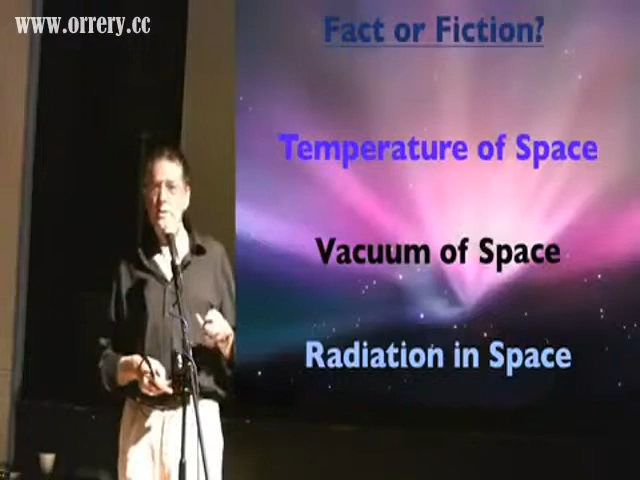 www.orrery.cc
Fact or Fiction?
Temperature of Space
Vacuum of Space
Radiation in Space